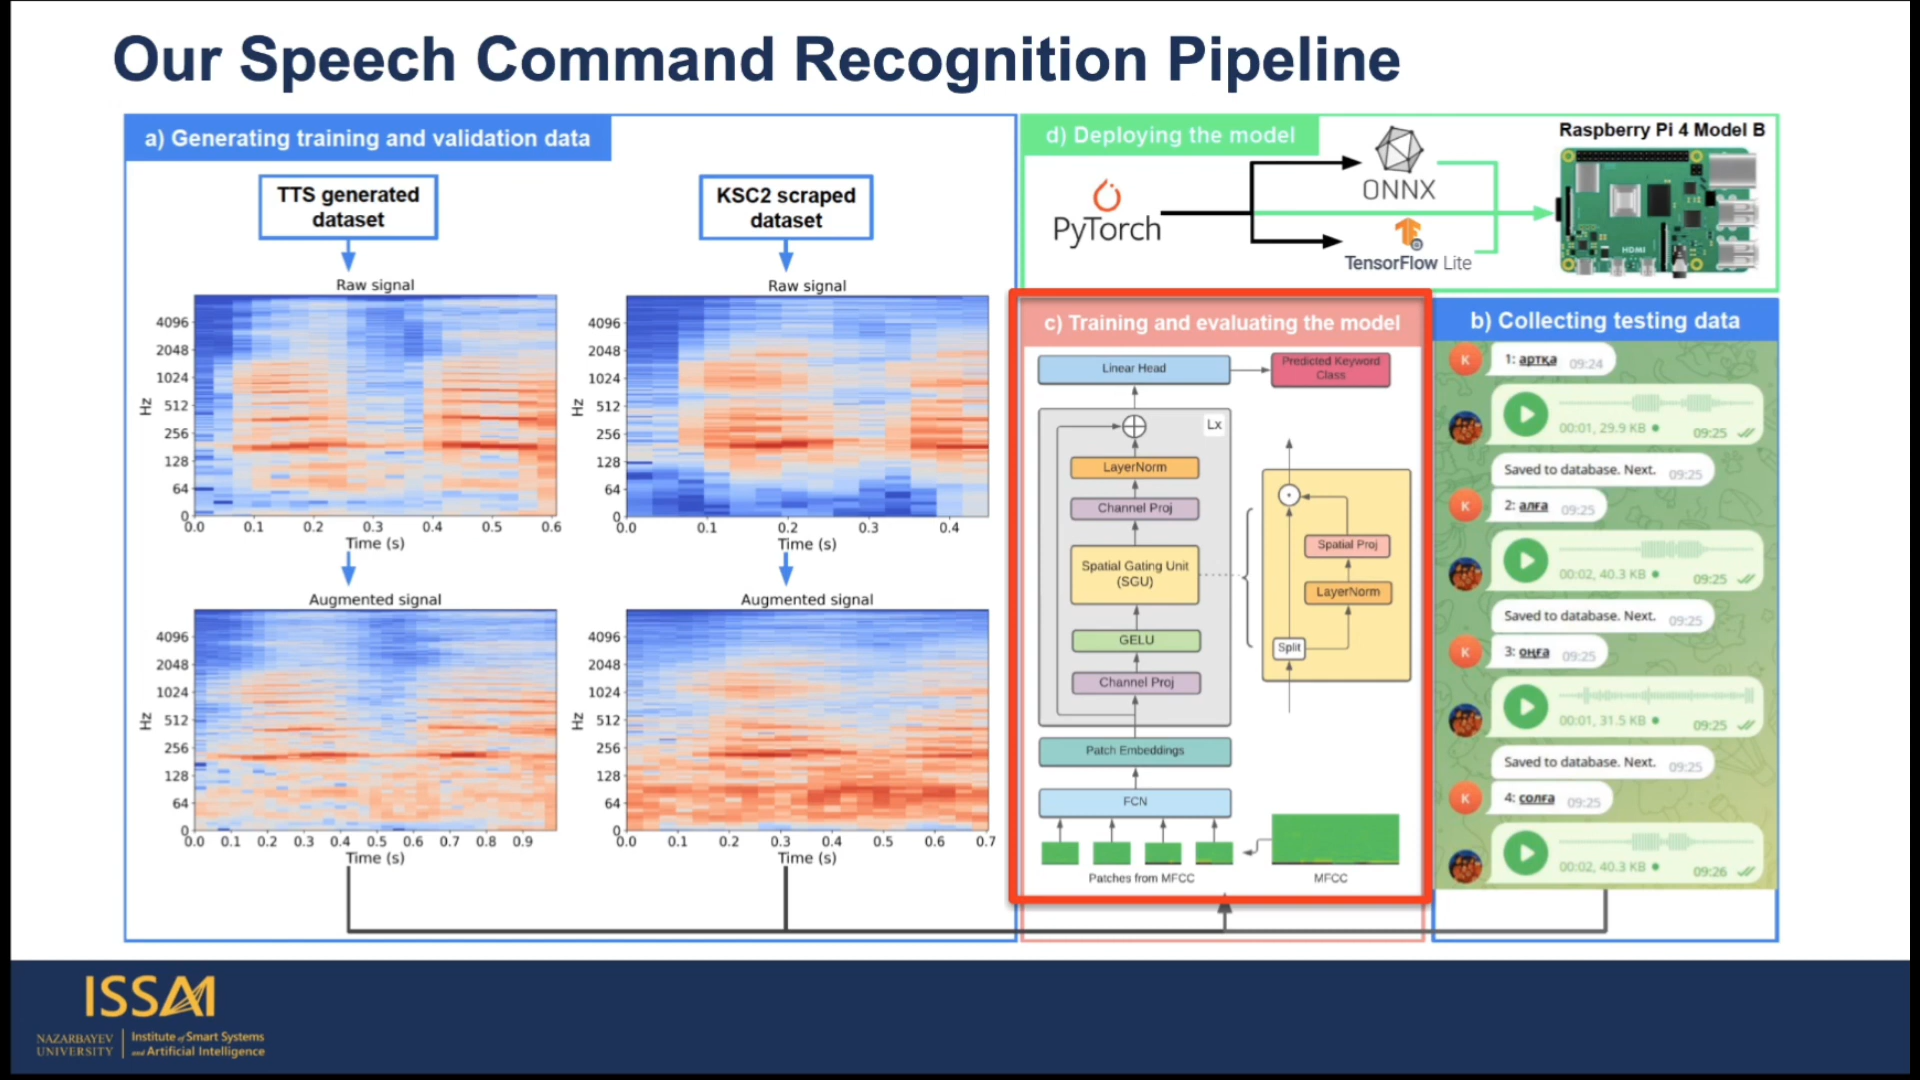 Our Speech Command Recognition Pipeline
a) Generating training and validation data
TTS generated
dataset
KSC2 scraped
dataset
Raw signal
4096
2048
1024
512
256
128
64
0
Hz
0.0 0.1 0.2 0.3 0.4 0.5 0.6
Time (s)
Raw signal
4096
2048
1024
512
256
128
64
0
Hz
0.0 0.1 0.2 0.3 0.4
Time (s)
Augmented signal
4096
2048
1024
512
256
128
64
0
Hz
0.0 0.1 0.2 0.3 0.4 0.5 0.6 0.7 0.8 0.9
Time (s)
Augmented signal
4096
2048
1024
512
256
128
64
0
Hz
0.0 0.1 0.2 0.3 0.4 0.5 0.6 0.7
Time (s)
d) Deploying the model
PyTorch
ONNX
TensorFlow Lite
Raspberry Pi 4 Model B
HDMI
c) Training and evaluating the model
Linear Head
Predicted Keyword
Class
Lx
LayerNorm
Channel Proj
Spatial Gating Unit
(SGU)
GELU
Channel Proj
Spatial Proj
LayerNorm
Split
Patch Embeddings
FCN
Patches from MFCC
MFCC
b) Collecting testing data
K
1: артқа 09:24
00:01, 29.9 KB 09:25
Saved to database. Next. 09:25
K
2: алға 09:25
00:02, 40.3 KB 09:25
Saved to database. Next. 09:25
K
3: оңға 09:25
00:01, 31.5 KB 09:25
Saved to database. Next. 09:25
K
4: солға 09:25
00:02, 40.3 KB 09:26
ISSAI
NAZARBAYEV
UNIVERSITY
Institute of Smart Systems
and Artificial Intelligence